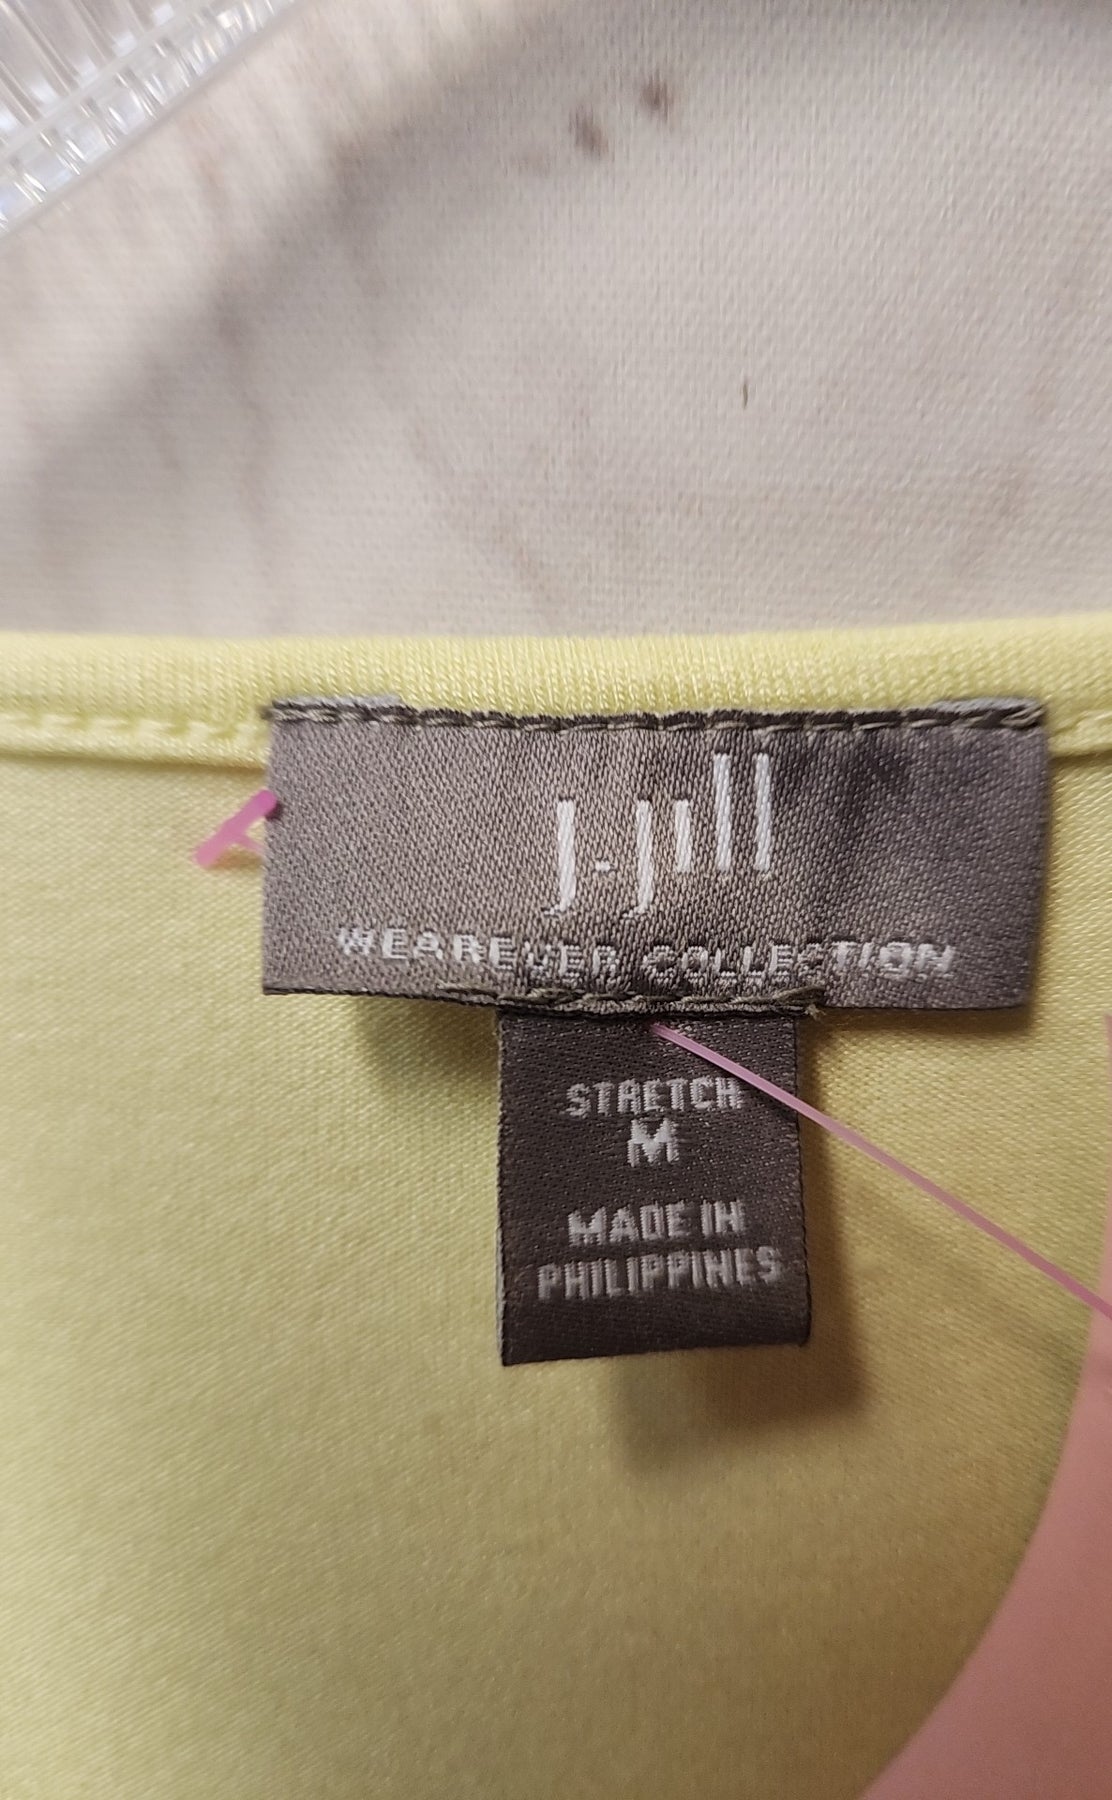 J.Jill
WEAREVER COLLECTION
STRETCH
M
MADE IN
PHILIPPINES